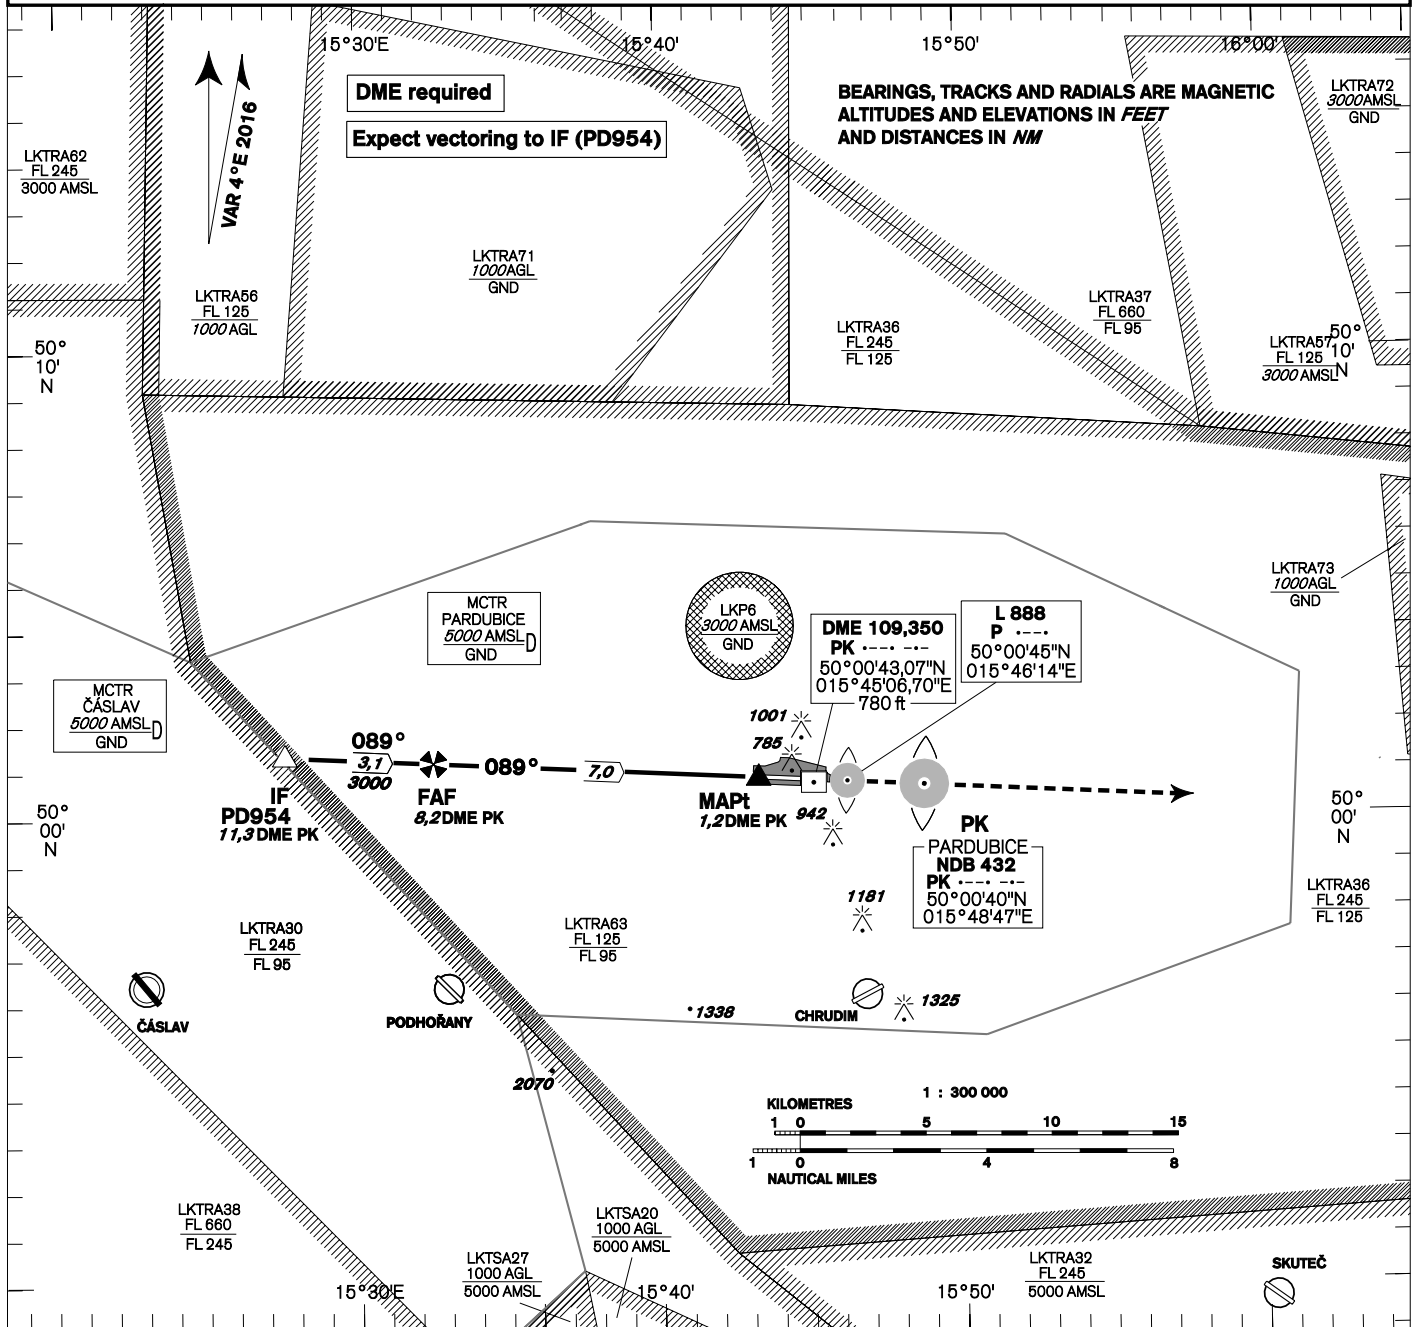 15°30'E
15°40'
15°50'
16°00'
DME required
Expect vectoring to IF (PD954)
BEARINGS, TRACKS AND RADIALS ARE MAGNETIC
ALTITUDES AND ELEVATIONS IN FEET
AND DISTANCES IN NM
VAR 4°E 2016
LKTRA72
3000 AMSL
GND
LKTRA62
FL 245
3000 AMSL
LKTRA71
1000 AGL
GND
LKTRA56
FL 125
1000 AGL
LKTRA36
FL 245
FL 125
LKTRA37
FL 660
FL 95
LKTRA57
FL 125
3000 AMSL
50°
10'
N
50°
10'
N
LKTRA73
1000 AGL
GND
MCTR
PARDUBICE
5000 AMSL D
GND
LKP6
3000 AMSL
GND
DME 109,350
PK ·--· -·-
50°00'43,07"N
015°45'06,70"E
780 ft
L 888
P ·--·
50°00'45"N
015°46'14"E
MCTR
ČÁSLAV
5000 AMSL D
GND
1001
785
089°
3,1
3000
089°
7,0
IF
PD954
11,3 DME PK
FAF
8,2 DME PK
MAPt
1,2 DME PK
942
50°
00'
N
50°
00'
N
PK
PARDUBICE
NDB 432
PK ·--· -·-
50°00'40"N
015°48'47"E
1181
LKTRA36
FL 245
FL 125
LKTRA30
FL 245
FL 95
LKTRA63
FL 125
FL 95
ČÁSLAV
PODHOŘANY
1338
CHRUDIM
1325
2070
1 : 300 000
KILOMETRES
1 0 5 10 15
1 0 4 8
NAUTICAL MILES
LKTRA38
FL 660
FL 245
LKTSA20
1000 AGL
5000 AMSL
LKTSA27
1000 AGL
5000 AMSL
LKTRA32
FL 245
5000 AMSL
SKUTEČ
15°30'E
15°40'
15°50'